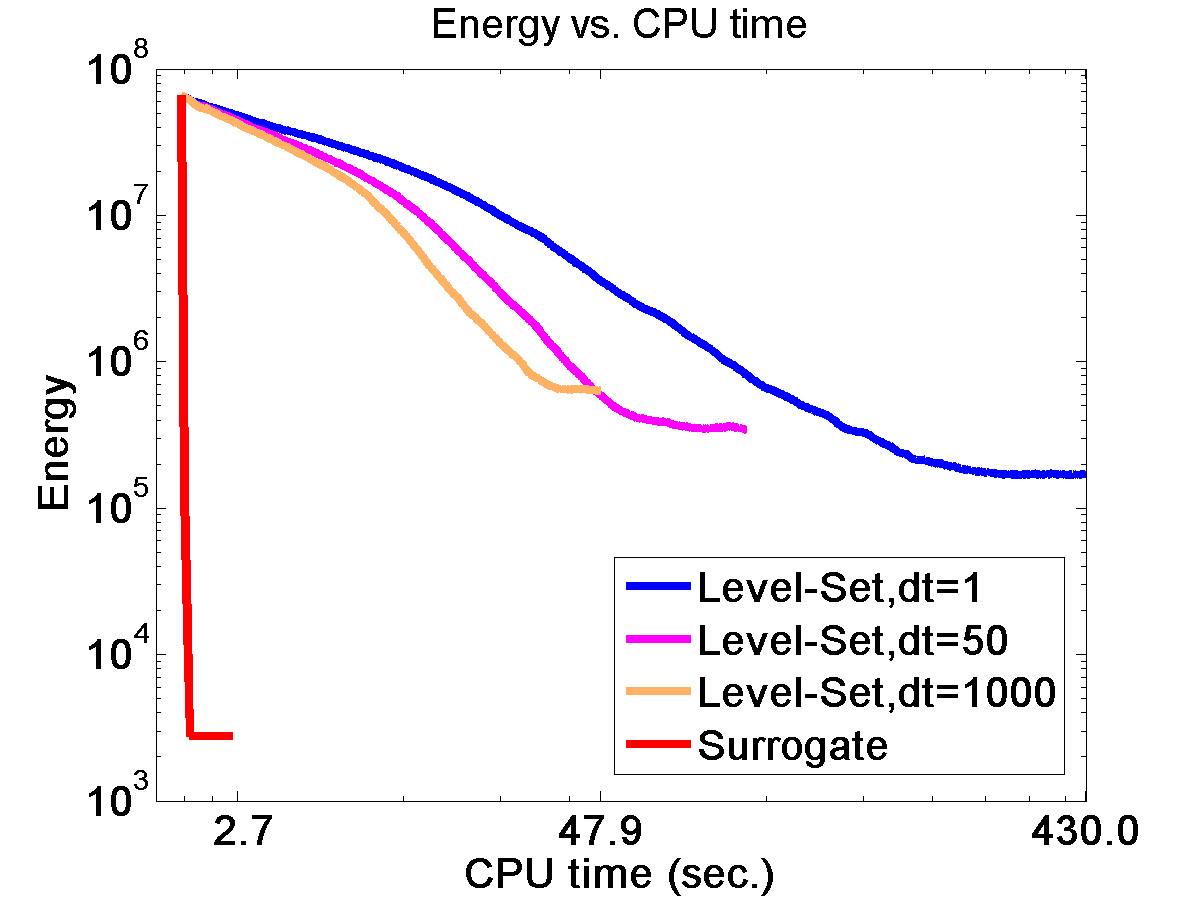 Energy vs. CPU time
10^8
10^7
10^6
10^5
10^4
10^3
Energy
Level-Set,dt=1
Level-Set,dt=50
Level-Set,dt=1000
Surrogate
2.7 47.9 430.0
CPU time (sec.)